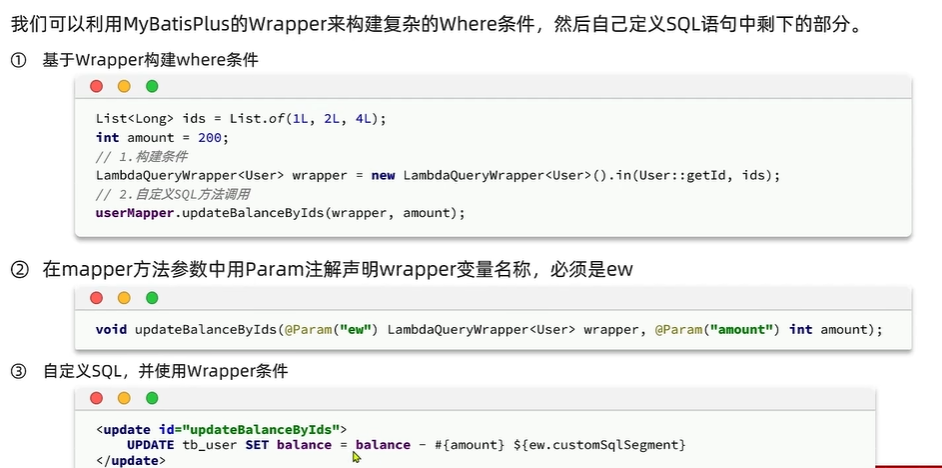 我们可以利用MyBatisPlus的Wrapper来构建复杂的Where条件，然后自己定义SQL语句中剩下的部分。
① 基于Wrapper构建where条件
List<Long> ids = List.of(1L, 2L, 4L);
int amount = 200;
// 1.构建条件
LambdaQueryWrapper<User> wrapper = new LambdaQueryWrapper<User>().in(User::getId, ids);
// 2.自定义SQL方法调用
userMapper.updateBalanceByIds(wrapper, amount);
② 在mapper方法参数中用Param注解声明wrapper变量名称，必须是ew
void updateBalanceByIds(@Param("ew") LambdaQueryWrapper<User> wrapper, @Param("amount") int amount);
③ 自定义SQL，并使用Wrapper条件
<update id="updateBalanceByIds">
    UPDATE tb_user SET balance = balance - #{amount} ${ew.customSqlSegment}
</update>